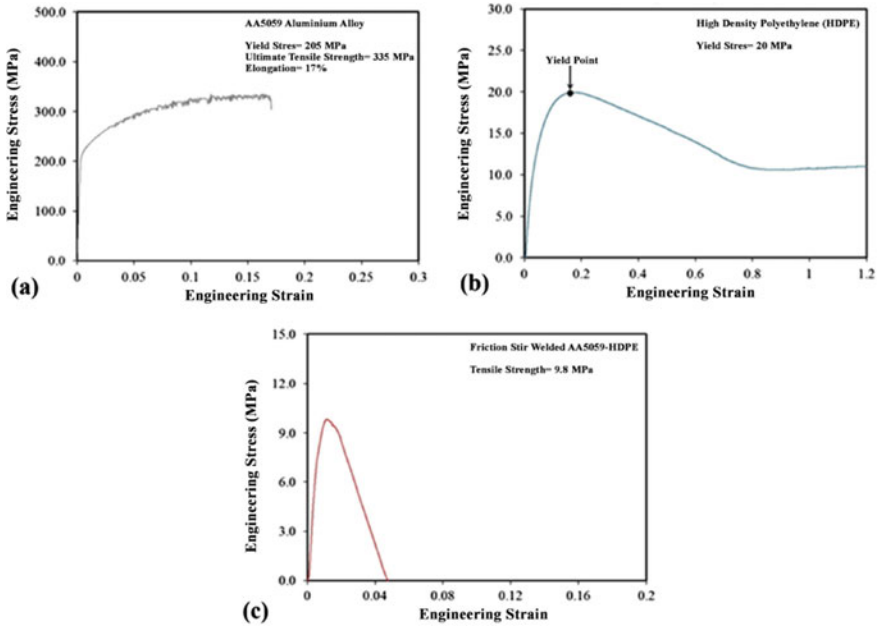 AA5059 Aluminium Alloy
Yield Stres= 205 MPa
Ultimate Tensile Strength= 335 MPa
Elongation= 17%
Engineering Stress (MPa)
500.0
400.0
300.0
200.0
100.0
0.0
0
0.05
0.1
0.15
0.2
0.25
0.3
Engineering Strain
(a)
High Density Polyethylene (HDPE)
Yield Stres= 20 MPa
Yield Point
Engineering Stress (MPa)
30.0
25.0
20.0
15.0
10.0
5.0
0.0
0
0.2
0.4
0.6
0.8
1
1.2
Engineering Strain
(b)
Friction Stir Welded AA5059-HDPE
Tensile Strength= 9.8 MPa
Engineering Stress (MPa)
15.0
12.0
9.0
6.0
3.0
0.0
0
0.04
0.08
0.12
0.16
0.2
Engineering Strain
(c)